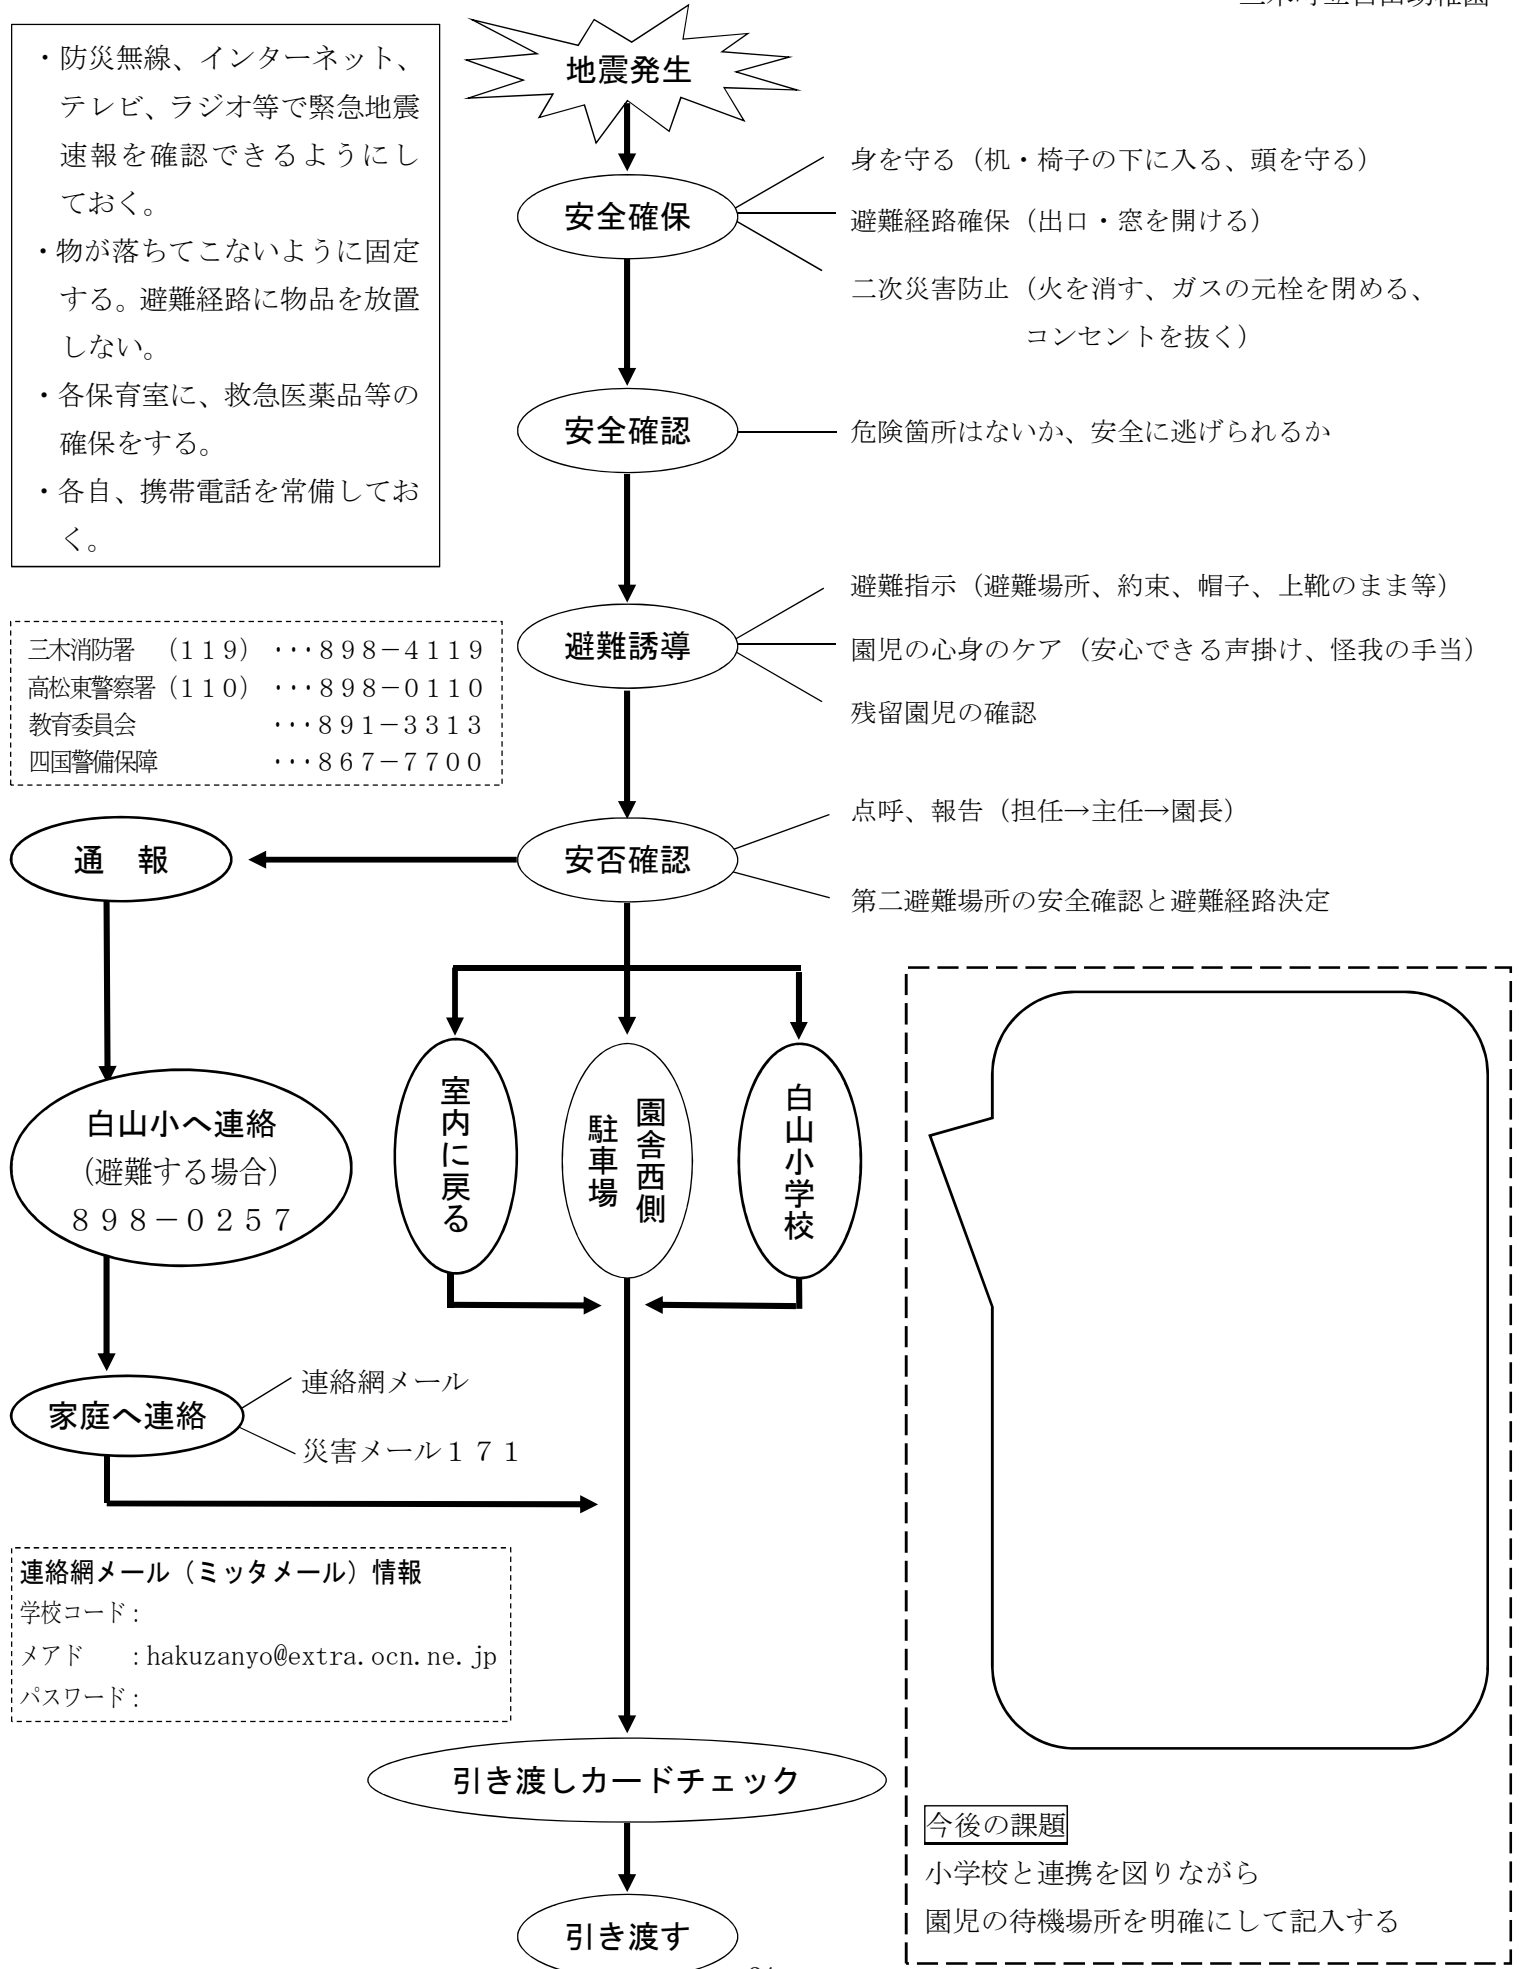 地震発生
・防災無線、インターネット、
テレビ、ラジオ等で緊急地震
速報を確認できるようにし
ておく。
・物が落ちてこないように固定
する。避難経路に物品を放置
しない。
・各保育室に、救急医薬品等の
確保をする。
・各自、携帯電話を常備してお
く。
安全確保
身を守る（机・椅子の下に入る、頭を守る）
避難経路確保（出口・窓を開ける）
二次災害防止（火を消す、ガスの元栓を閉める、
コンセントを抜く）
安全確認
危険箇所はないか、安全に逃げられるか
避難誘導
避難指示（避難場所、約束、帽子、上靴のまま等）
園児の心身のケア（安心できる声掛け、怪我の手当）
残留園児の確認
三木消防署　（１１９）・・・８９８－４１１９
高松東警察署（１１０）・・・８９８－０１１０
教育委員会　　　　　・・・８９１－３３１３
四国警備保障　　　　・・・８６７－７７００
安否確認
点呼、報告（担任→主任→園長）
第二避難場所の安全確認と避難経路決定
通　報
白山小へ連絡
（避難する場合）
８９８－０２５７
室内に戻る
園舎西側
駐車場
白山小学校
家庭へ連絡
連絡網メール
災害メール１７１
連絡網メール（ミッタメール）情報
学校コード：
メアド　：hakuzanyo@extra.ocn.ne.jp
パスワード：
引き渡しカードチェック
引き渡す
今後の課題
小学校と連携を図りながら
園児の待機場所を明確にして記入する